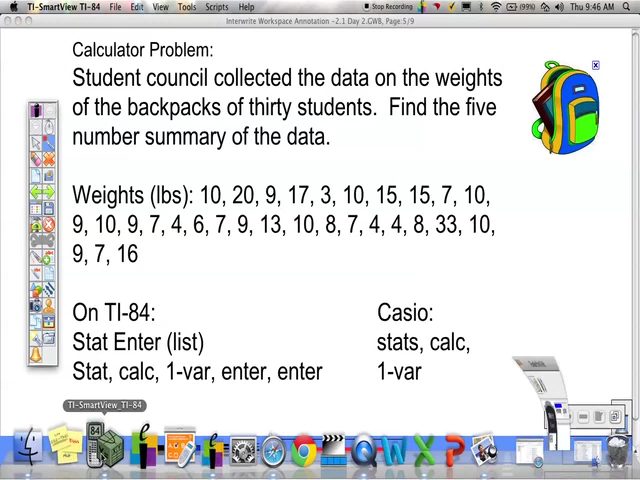 TI-SmartView TI-84 File Edit View Tools Scripts Help Stop Recording (99%) Thu 9:46 AM
Interwrite Workspace Annotation -2.1 Day 2.GWB, Page:5/9
Calculator Problem:
Student council collected the data on the weights
of the backpacks of thirty students. Find the five
number summary of the data.
Weights (lbs): 10, 20, 9, 17, 3, 10, 15, 15, 7, 10,
9, 10, 9, 7, 4, 6, 7, 9, 13, 10, 8, 7, 4, 4, 8, 33, 10,
9, 7, 16
On TI-84:
Stat Enter (list)
Stat, calc, 1-var, enter, enter
Casio:
stats, calc,
1-var
TI-SmartView_TI-84
84